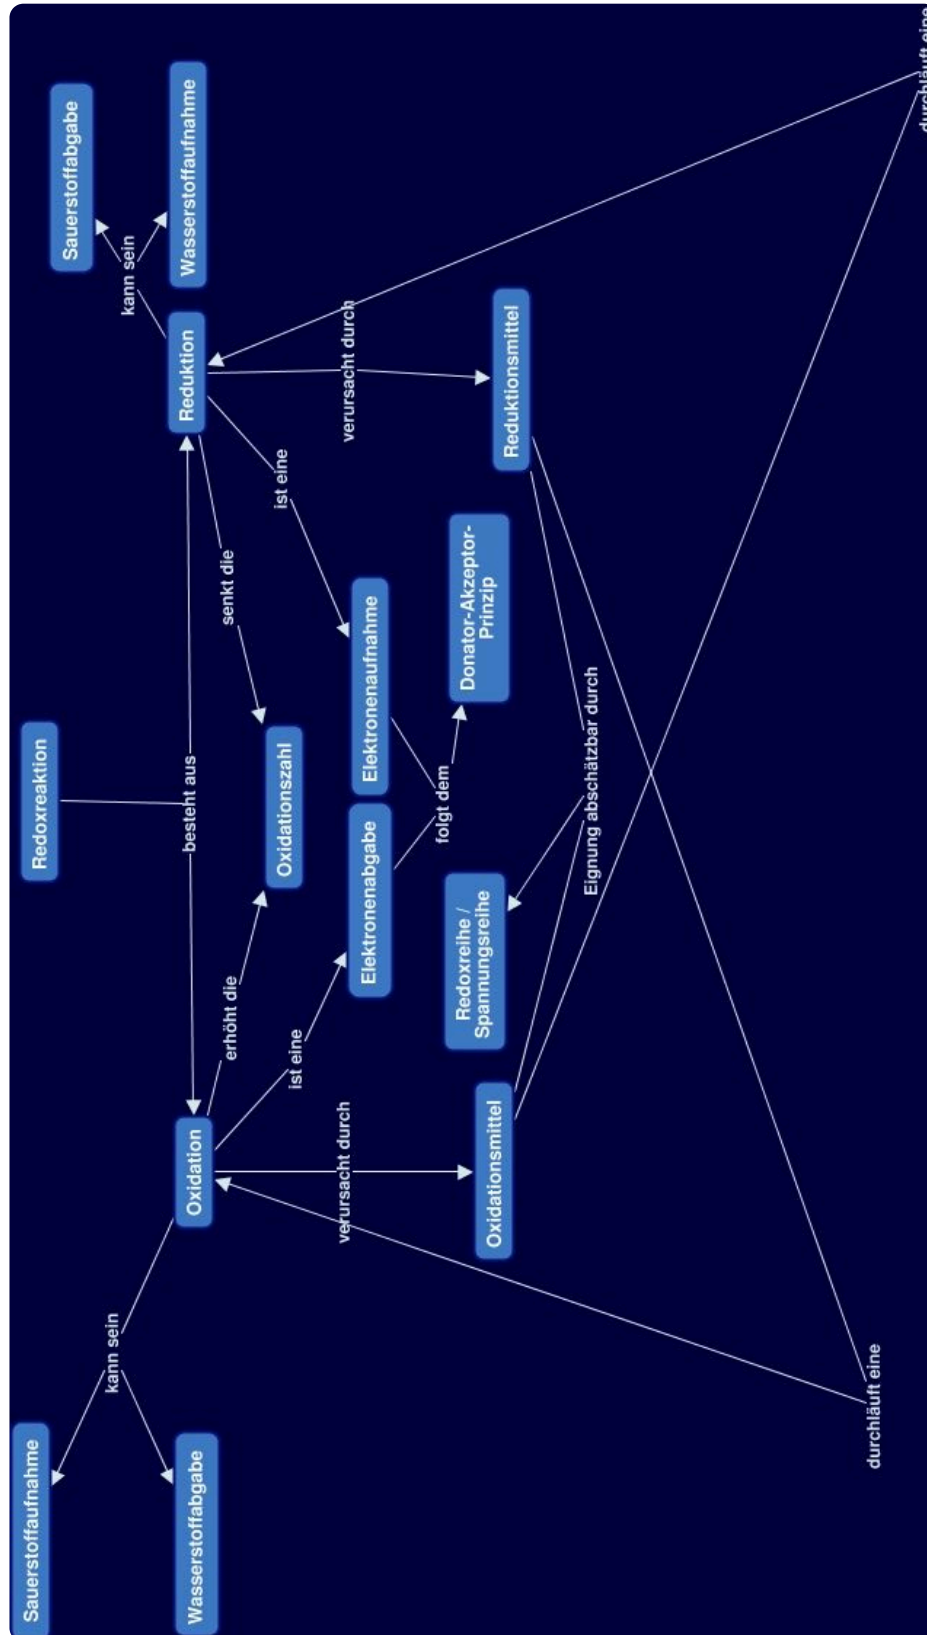 Redoxreaktion
Sauerstoffaufnahme
kann sein
Wasserstoffabgabe
Oxidation
besteht aus
Reduktion
kann sein
Sauerstoffabgabe
Wasserstoffaufnahme
erhöht die
Oxidationszahl
senkt die
ist eine
Elektronenabgabe
Elektronenaufnahme
ist eine
verursacht durch
folgt dem
verursacht durch
Oxidationsmittel
Redoxreihe /
Spannungsreihe
Donator-Akzeptor-
Prinzip
Reduktionsmittel
Eignung abschätzbar durch
durchläuft eine
durchläuft eine